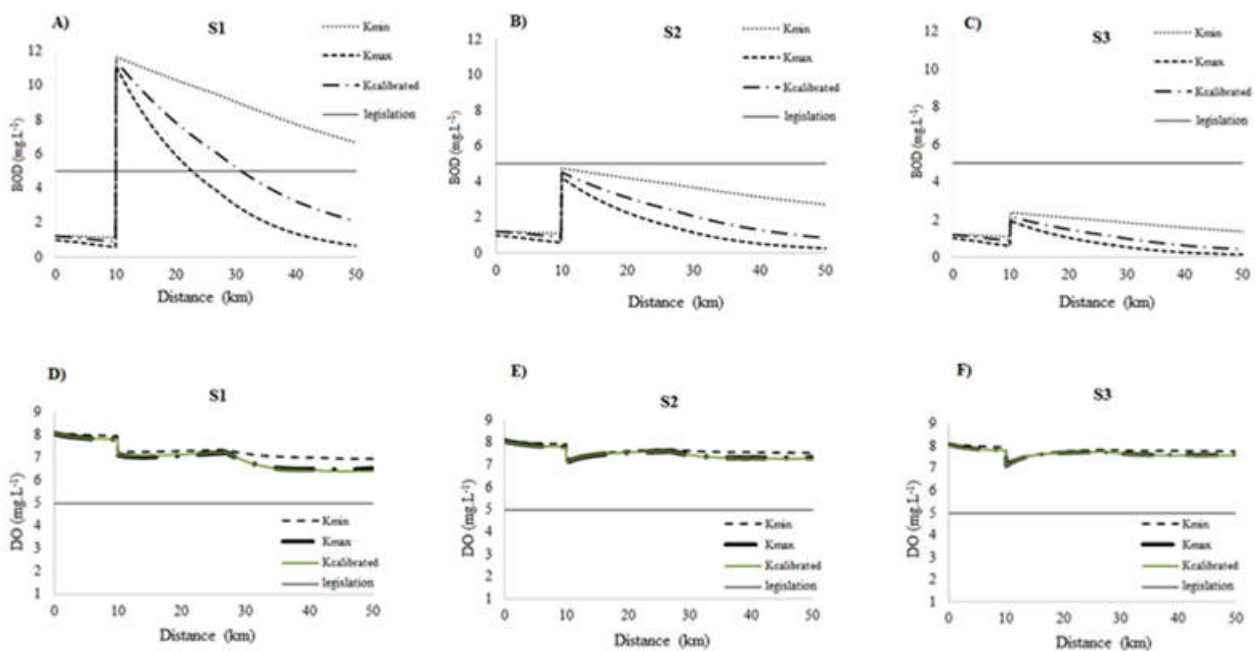 A)
S1
Kmin
Kmax
Kcalibrated
legislation
12
10
8
6
4
2
0
BOD (mg.L-1)
0 10 20 30 40 50
Distance (km)
B)
S2
Kmin
Kmax
Kcalibrated
legislation
12
10
8
6
4
2
0
BOD (mg.L-1)
0 10 20 30 40 50
Distance (km)
C)
S3
Kmin
Kmax
Kcalibrated
legislation
12
10
8
6
4
2
0
BOD (mg.L-1)
0 10 20 30 40 50
Distance (km)
D)
S1
9
8
7
6
5
4
3
2
1
DO (mg.L-1)
Kmin
Kmax
Kcalibrated
legislation
0 10 20 30 40 50
Distance (km)
E)
S2
9
8
7
6
5
4
3
2
1
DO (mg.L-1)
Kmin
Kmax
Kcalibrated
legislation
0 10 20 30 40 50
Distance (km)
F)
S3
9
8
7
6
5
4
3
2
1
DO (mg.L-1)
Kmin
Kmax
Kcalibrated
legislation
0 10 20 30 40 50
Distance (km)